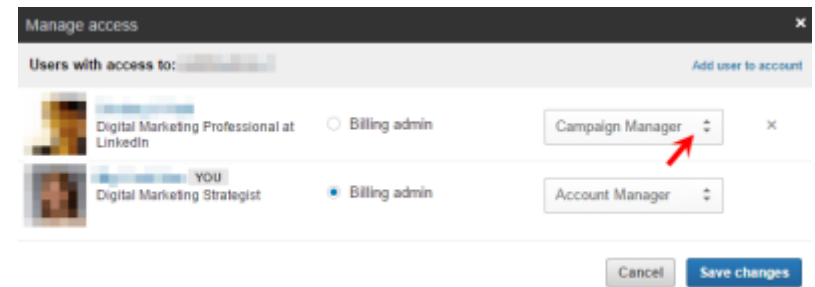 Manage access ×
Users with access to:
Add user to account
Digital Marketing Professional at
LinkedIn
Billing admin
Campaign Manager
×
YOU
Digital Marketing Strategist
Billing admin
Account Manager
Cancel
Save changes